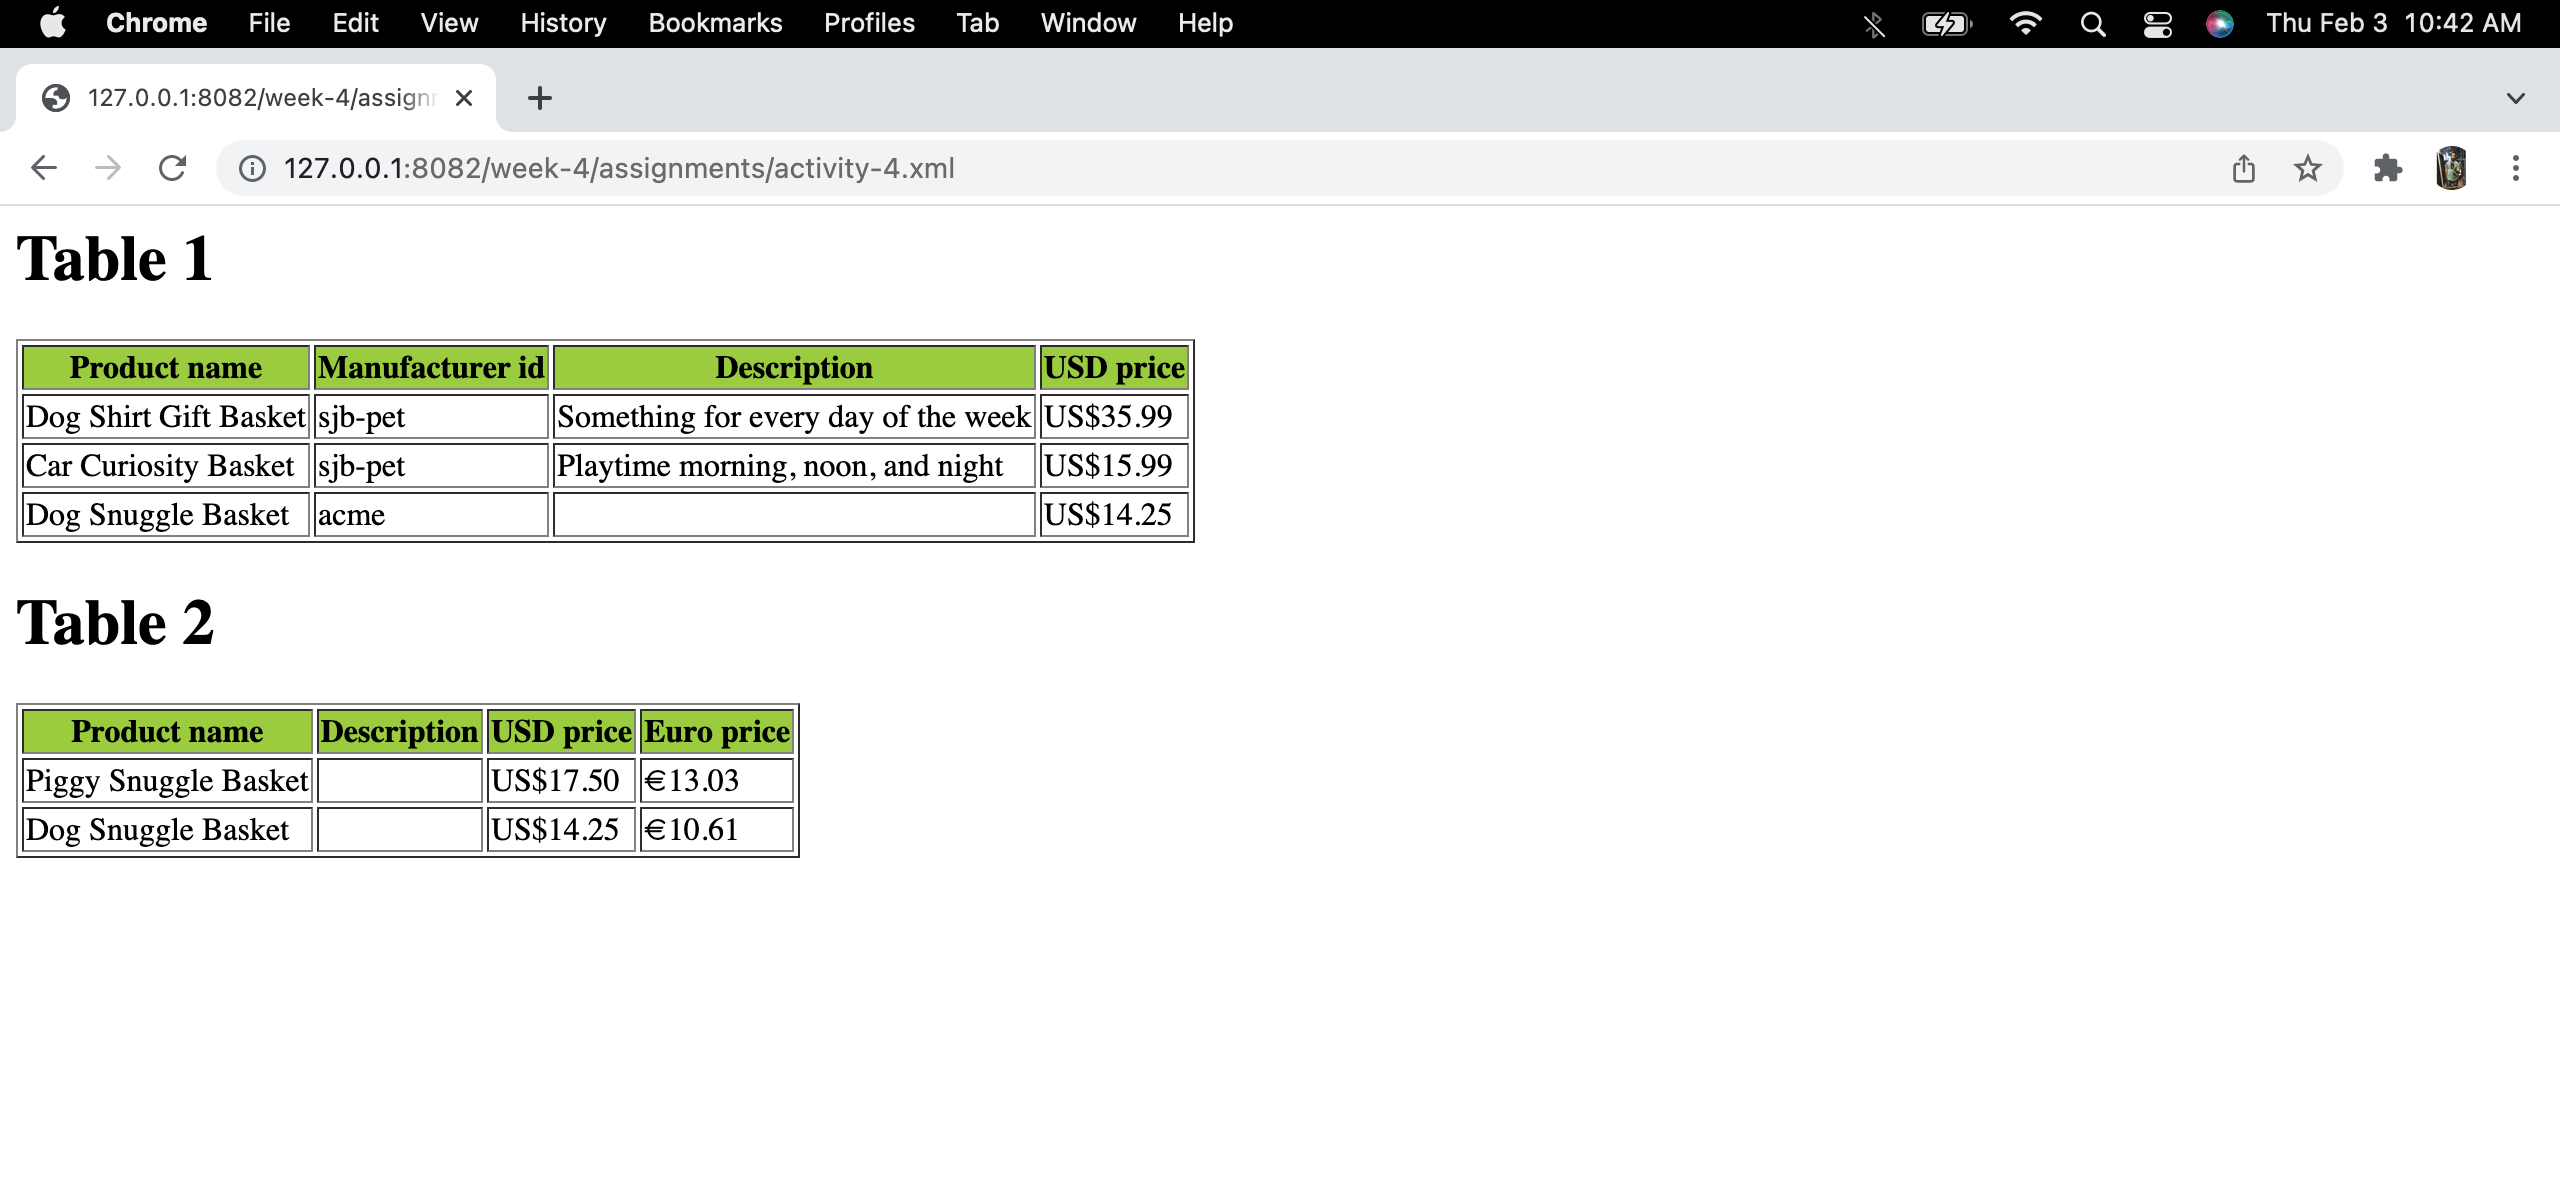 Chrome File Edit View History Bookmarks Profiles Tab Window Help Thu Feb 3 10:42 AM
127.0.0.1:8082/week-4/assign
127.0.0.1:8082/week-4/assignments/activity-4.xml
Table 1
Product name Manufacturer id Description USD price
Dog Shirt Gift Basket sjb-pet Something for every day of the week US$35.99
Car Curiosity Basket sjb-pet Playtime morning, noon, and night US$15.99
Dog Snuggle Basket acme US$14.25
Table 2
Product name Description USD price Euro price
Piggy Snuggle Basket US$17.50 €13.03
Dog Snuggle Basket US$14.25 €10.61